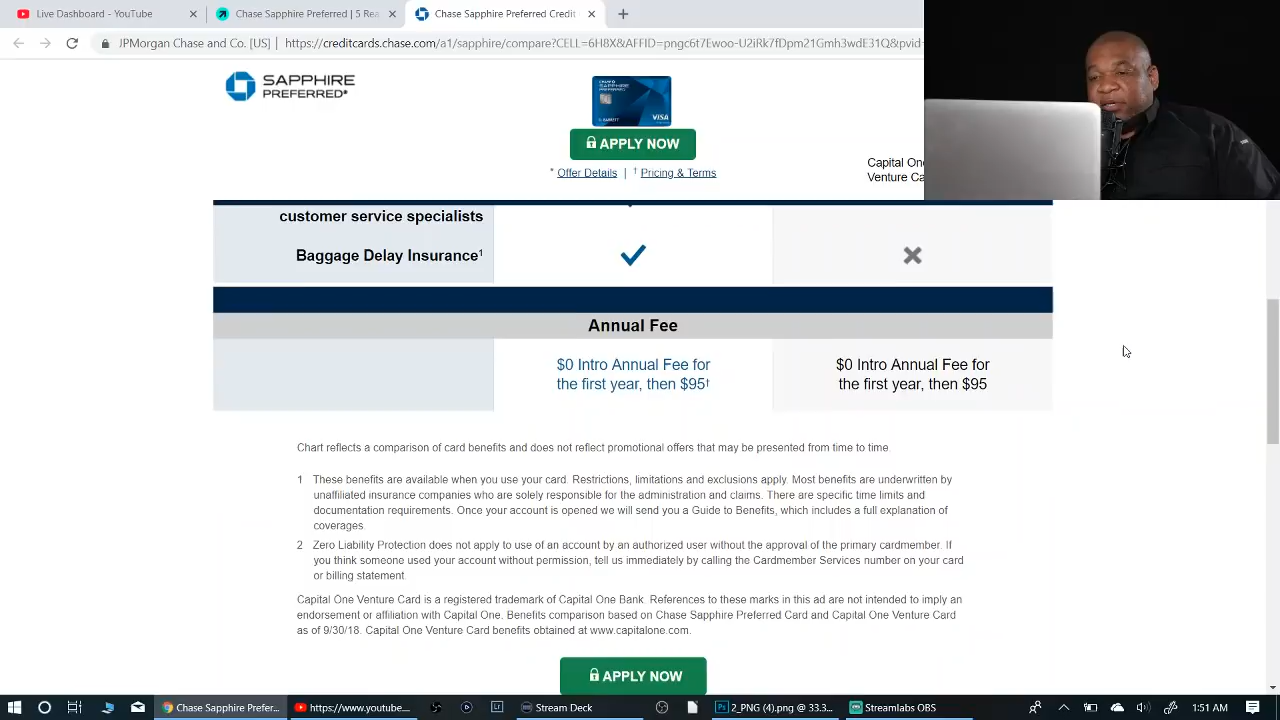 Live Dashboard - YouTube
Chase Sapphire Preferred | 5 Rea
Chase Sapphire Preferred Credit
JPMorgan Chase and Co. [US] | https://creditcards.chase.com/a1/sapphire/compare?CELL=6H8X&AFFID=pngc6t7Ewoo-U2iRk7fDpm21Gmh3wdE31Q&pvid
SAPPHIRE
PREFERRED*
VISA
APPLY NOW
* Offer Details | † Pricing & Terms
Capital One
Venture Ca
customer service specialists
Baggage Delay Insurance1
Annual Fee
$0 Intro Annual Fee for
the first year, then $95†
$0 Intro Annual Fee for
the first year, then $95
Chart reflects a comparison of card benefits and does not reflect promotional offers that may be presented from time to time.
1 These benefits are available when you use your card. Restrictions, limitations and exclusions apply. Most benefits are underwritten by
unaffiliated insurance companies who are solely responsible for the administration and claims. There are specific time limits and
documentation requirements. Once your account is opened we will send you a Guide to Benefits, which includes a full explanation of
coverages.
2 Zero Liability Protection does not apply to use of an account by an authorized user without the approval of the primary cardmember. If
you think someone used your account without permission, tell us immediately by calling the Cardmember Services number on your card
or billing statement.
Capital One Venture Card is a registered trademark of Capital One Bank. References to these marks in this ad are not intended to imply an
endorsement or affiliation with Capital One. Benefits comparison based on Chase Sapphire Preferred Card and Capital One Venture Card
as of 9/30/18. Capital One Venture Card benefits obtained at www.capitalone.com.
APPLY NOW
Chase Sapphire Prefer...
https://www.youtube...
Stream Deck
2_PNG (4).png @ 33.3...
Streamlabs OBS
1:51 AM